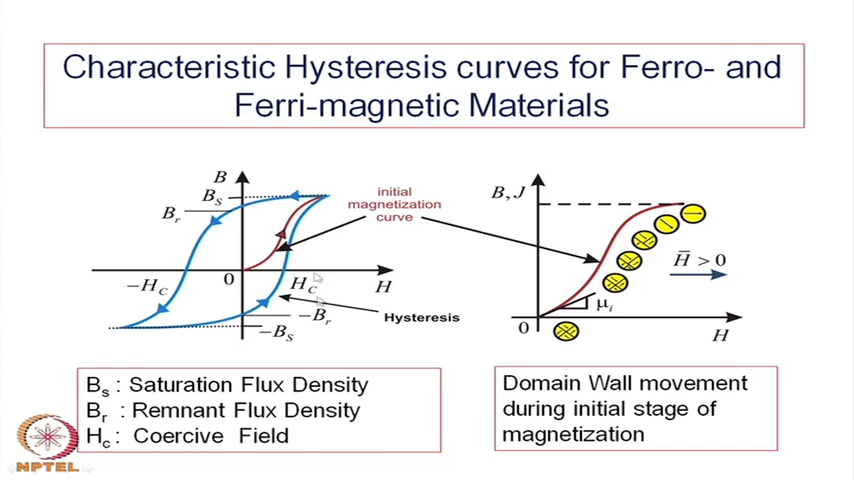 Characteristic Hysteresis curves for Ferro- and
Ferri-magnetic Materials
B
B_s
B_r
initial
magnetization
curve
0
−H_C
H_C
H
−B_r
−B_s
Hysteresis
B, J
H̄ > 0
μ_i
0
H
B_s : Saturation Flux Density
B_r : Remnant Flux Density
H_c : Coercive Field
Domain Wall movement
during initial stage of
magnetization
NPTEL